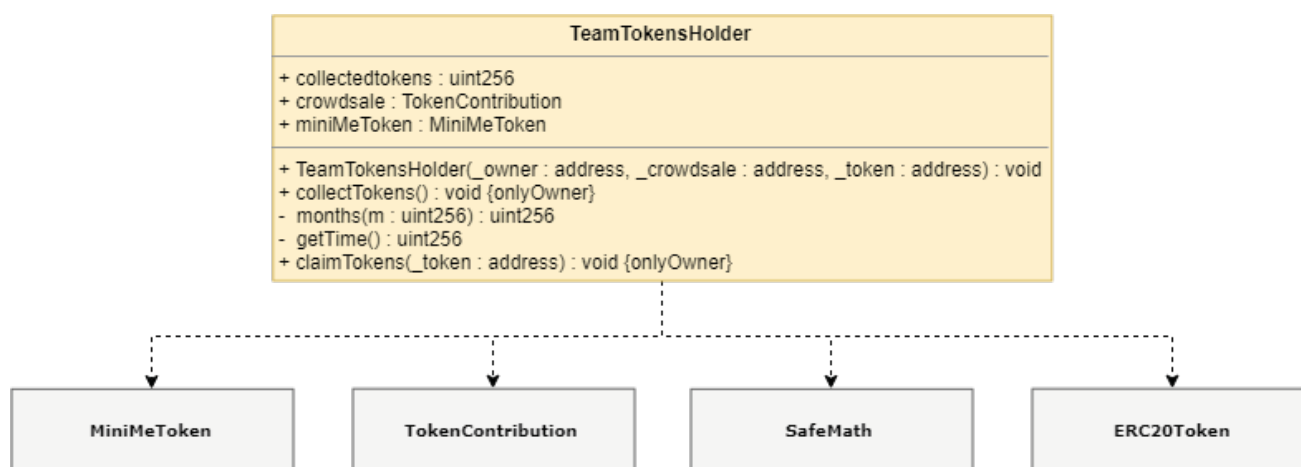 TeamTokensHolder
+ collectedtokens : uint256
+ crowdsale : TokenContribution
+ miniMeToken : MiniMeToken
+ TeamTokensHolder(_owner : address, _crowdsale : address, _token : address) : void
+ collectTokens() : void {onlyOwner}
- months(m : uint256) : uint256
- getTime() : uint256
+ claimTokens(_token : address) : void {onlyOwner}
MiniMeToken
TokenContribution
SafeMath
ERC20Token